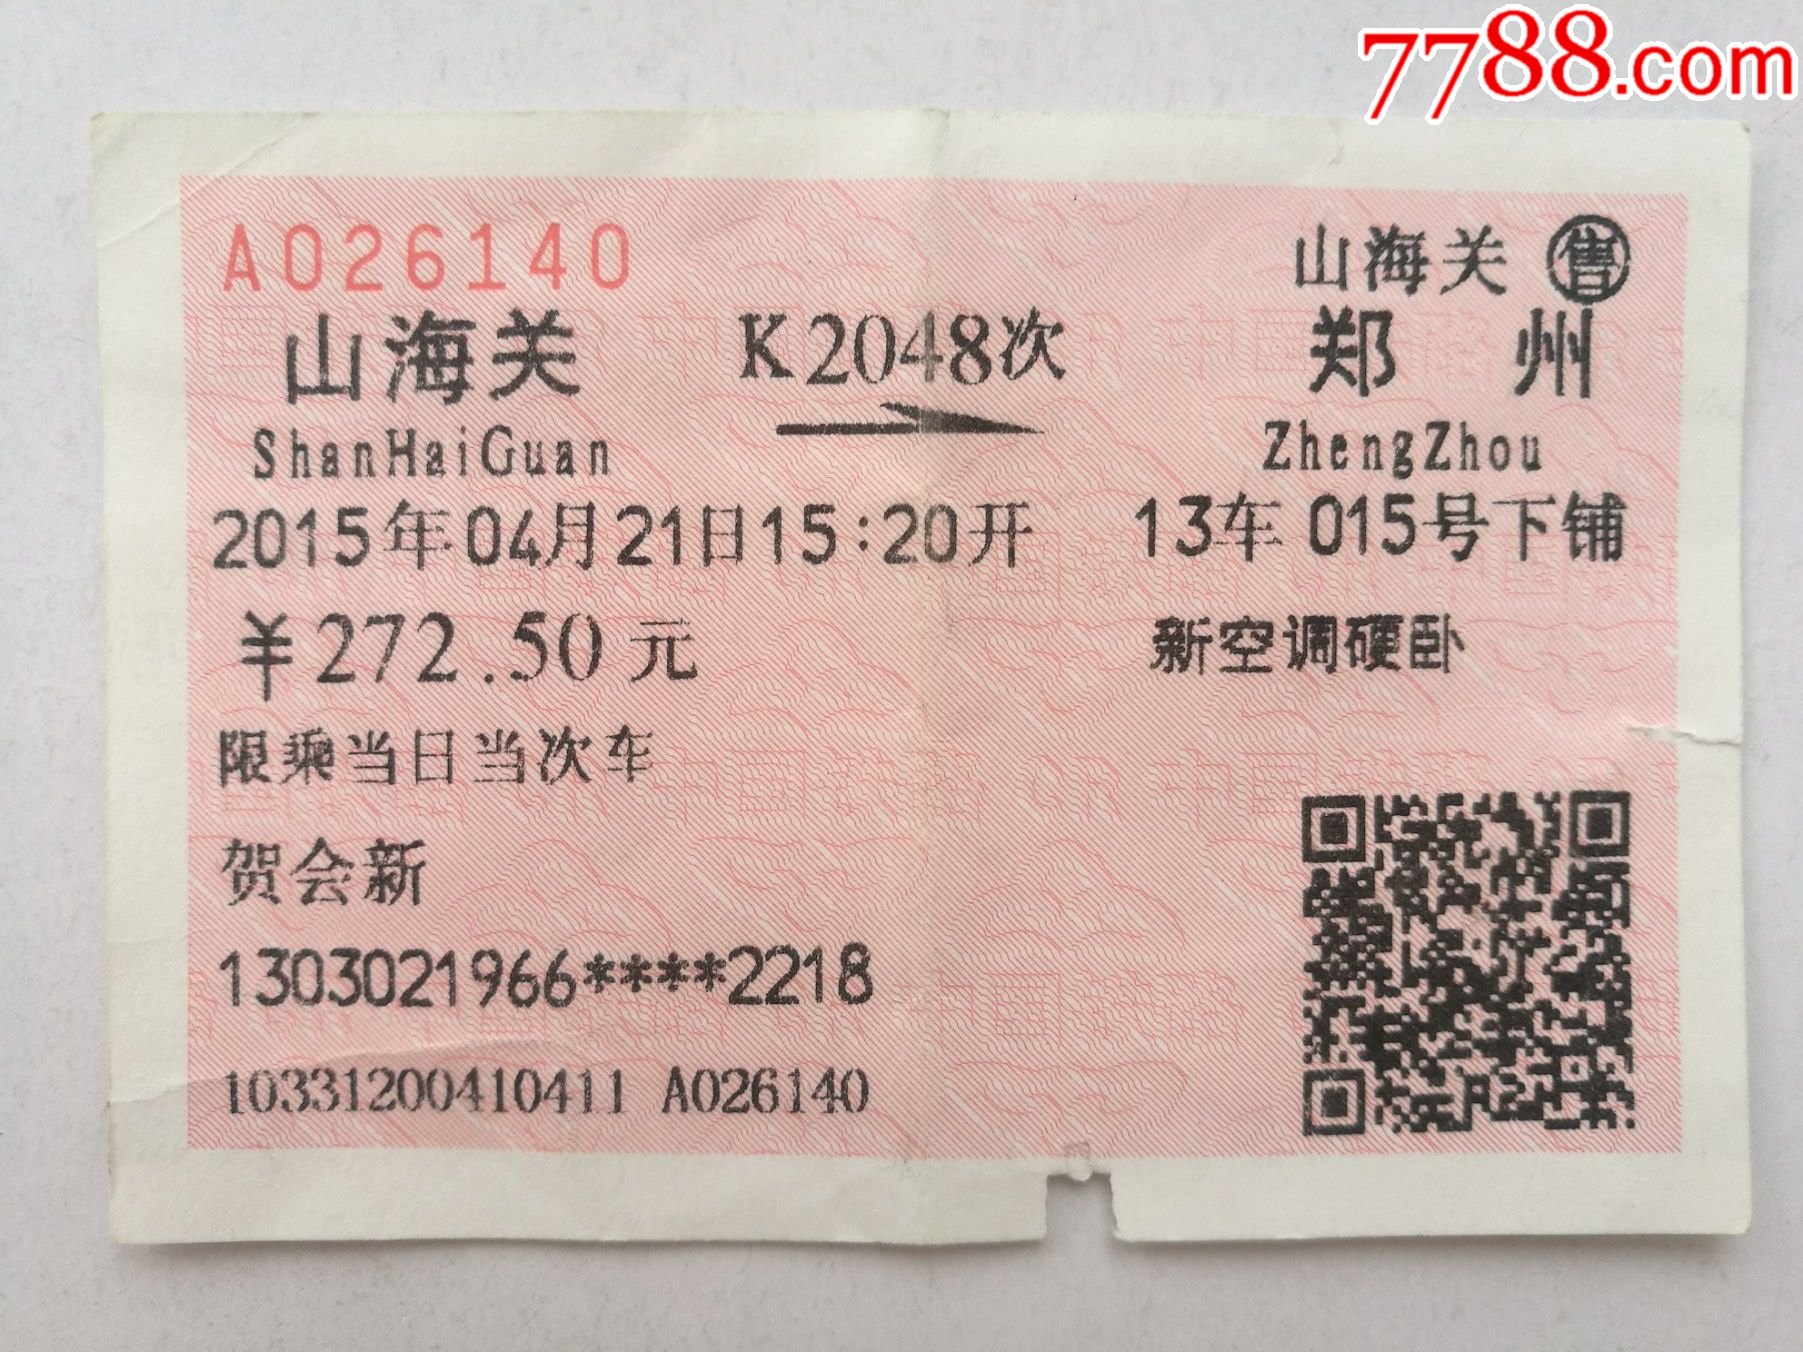 7788.com
A026140
山海关 售
山海关 K2048次 郑州
ShanHaiGuan ZhengZhou
2015年04月21日15:20开 13车 015号下铺
￥272.50元 新空调硬卧
限乘当日当次车
贺会新
1303021966****2218
10331200410411 A026140